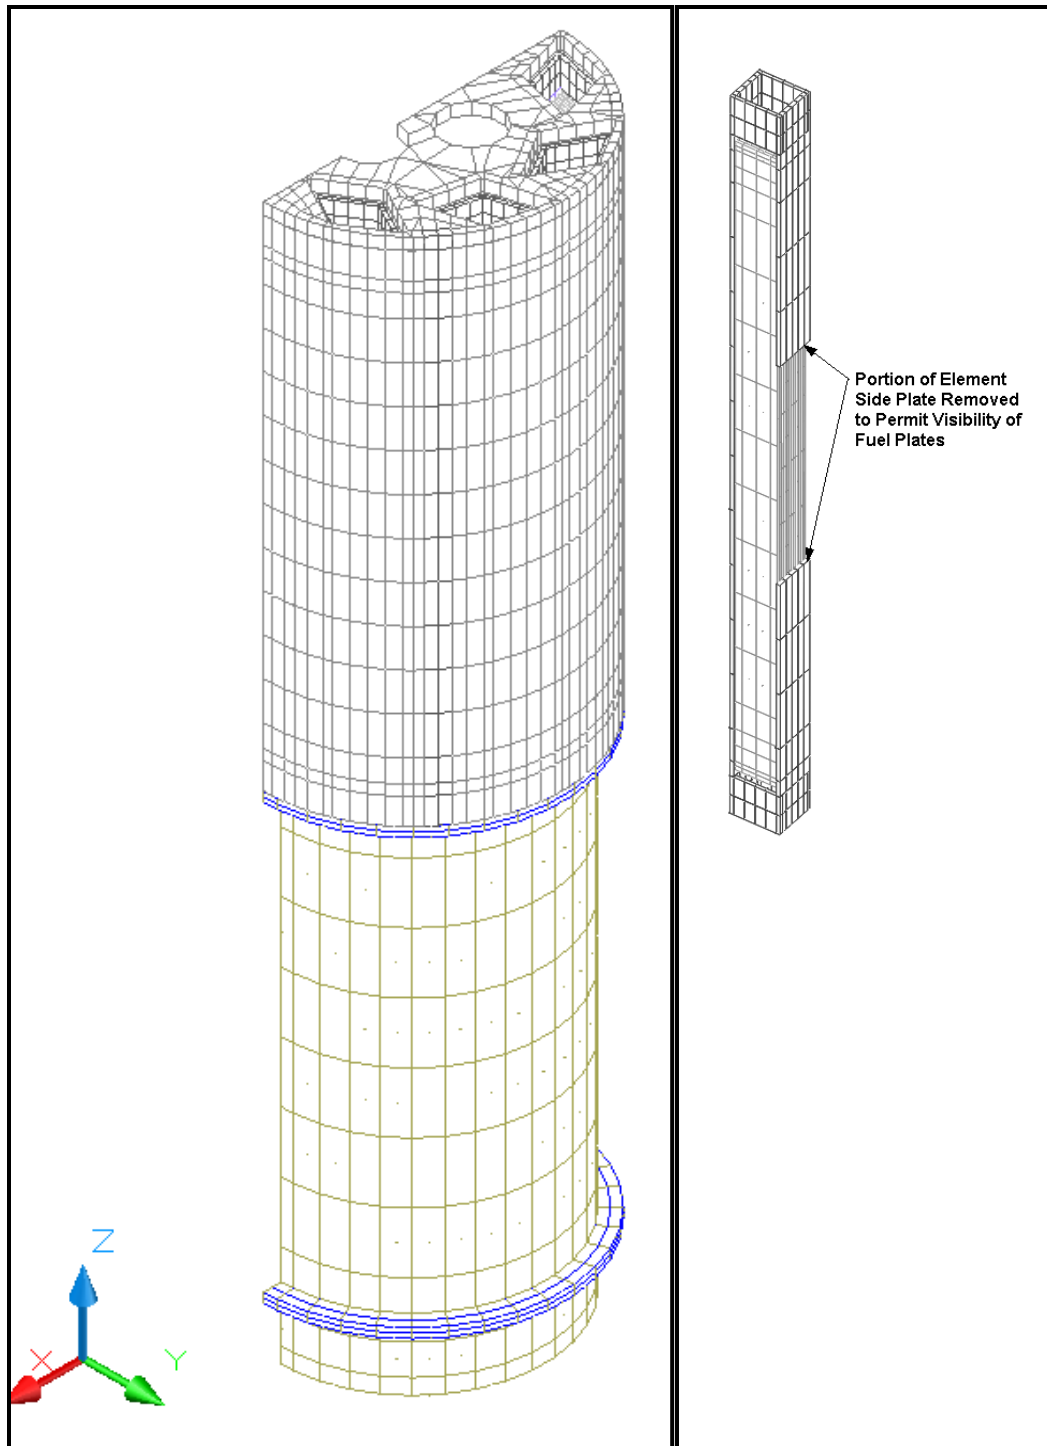 Portion of Element
Side Plate Removed
to Permit Visibility of
Fuel Plates
Z
X
Y